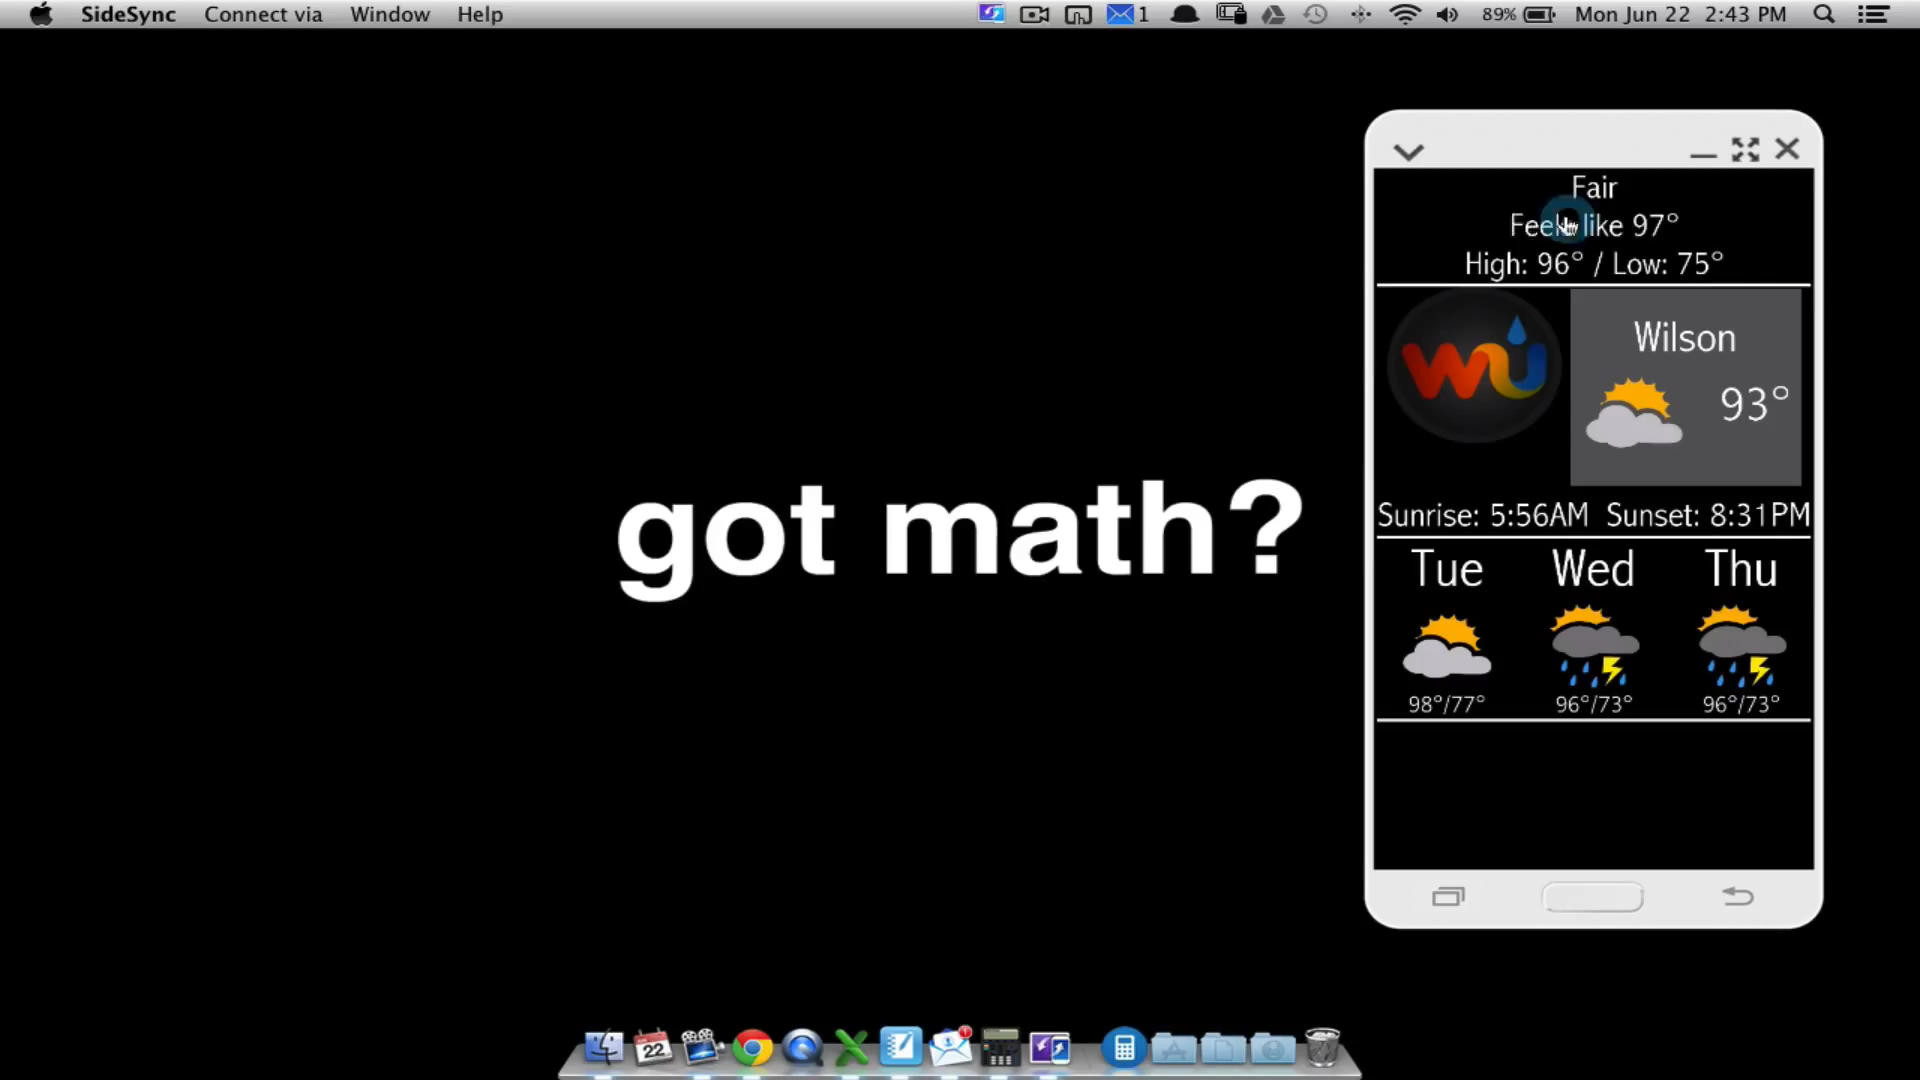 SideSync Connect via Window Help 1 89% Mon Jun 22 2:43 PM
Fair
Feels like 97°
High: 96° / Low: 75°
WU
Wilson
93°
got math?
Sunrise: 5:56AM Sunset: 8:31PM
Tue Wed Thu
98°/77° 96°/73° 96°/73°
22